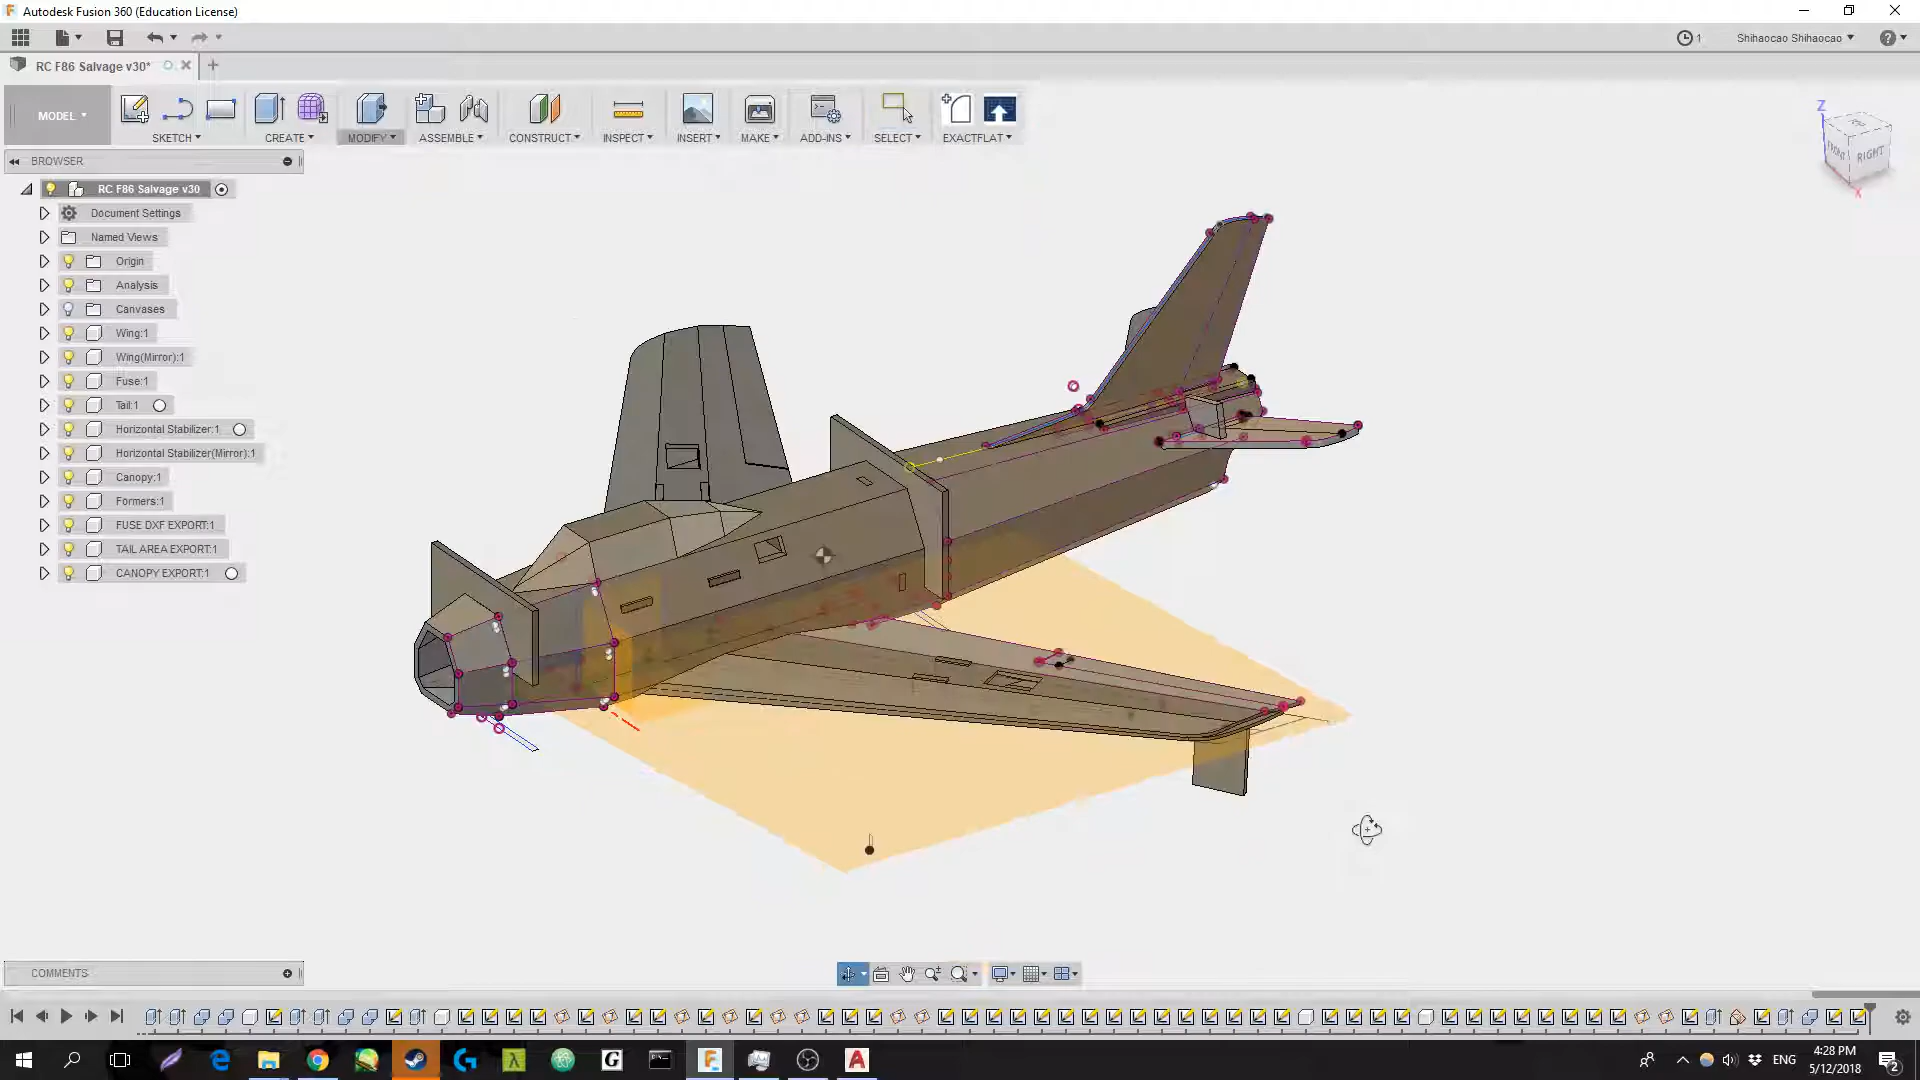 Autodesk Fusion 360 (Education License)
1 Shihaocao Shihaocao
RC F86 Salvage v30*
MODEL
SKETCH CREATE MODIFY ASSEMBLE CONSTRUCT INSPECT INSERT MAKE ADD-INS SELECT EXACTFLAT
BROWSER
RC F86 Salvage v30
Document Settings
Named Views
Origin
Analysis
Canvases
Wing:1
Wing(Mirror):1
Fuse:1
Tail:1
Horizontal Stabilizer:1
Horizontal Stabilizer(Mirror):1
Canopy:1
Formers:1
FUSE DXF EXPORT:1
TAIL AREA EXPORT:1
CANOPY EXPORT:1
Z
FRONT RIGHT
X
COMMENTS
ENG
4:28 PM
5/12/2018
2